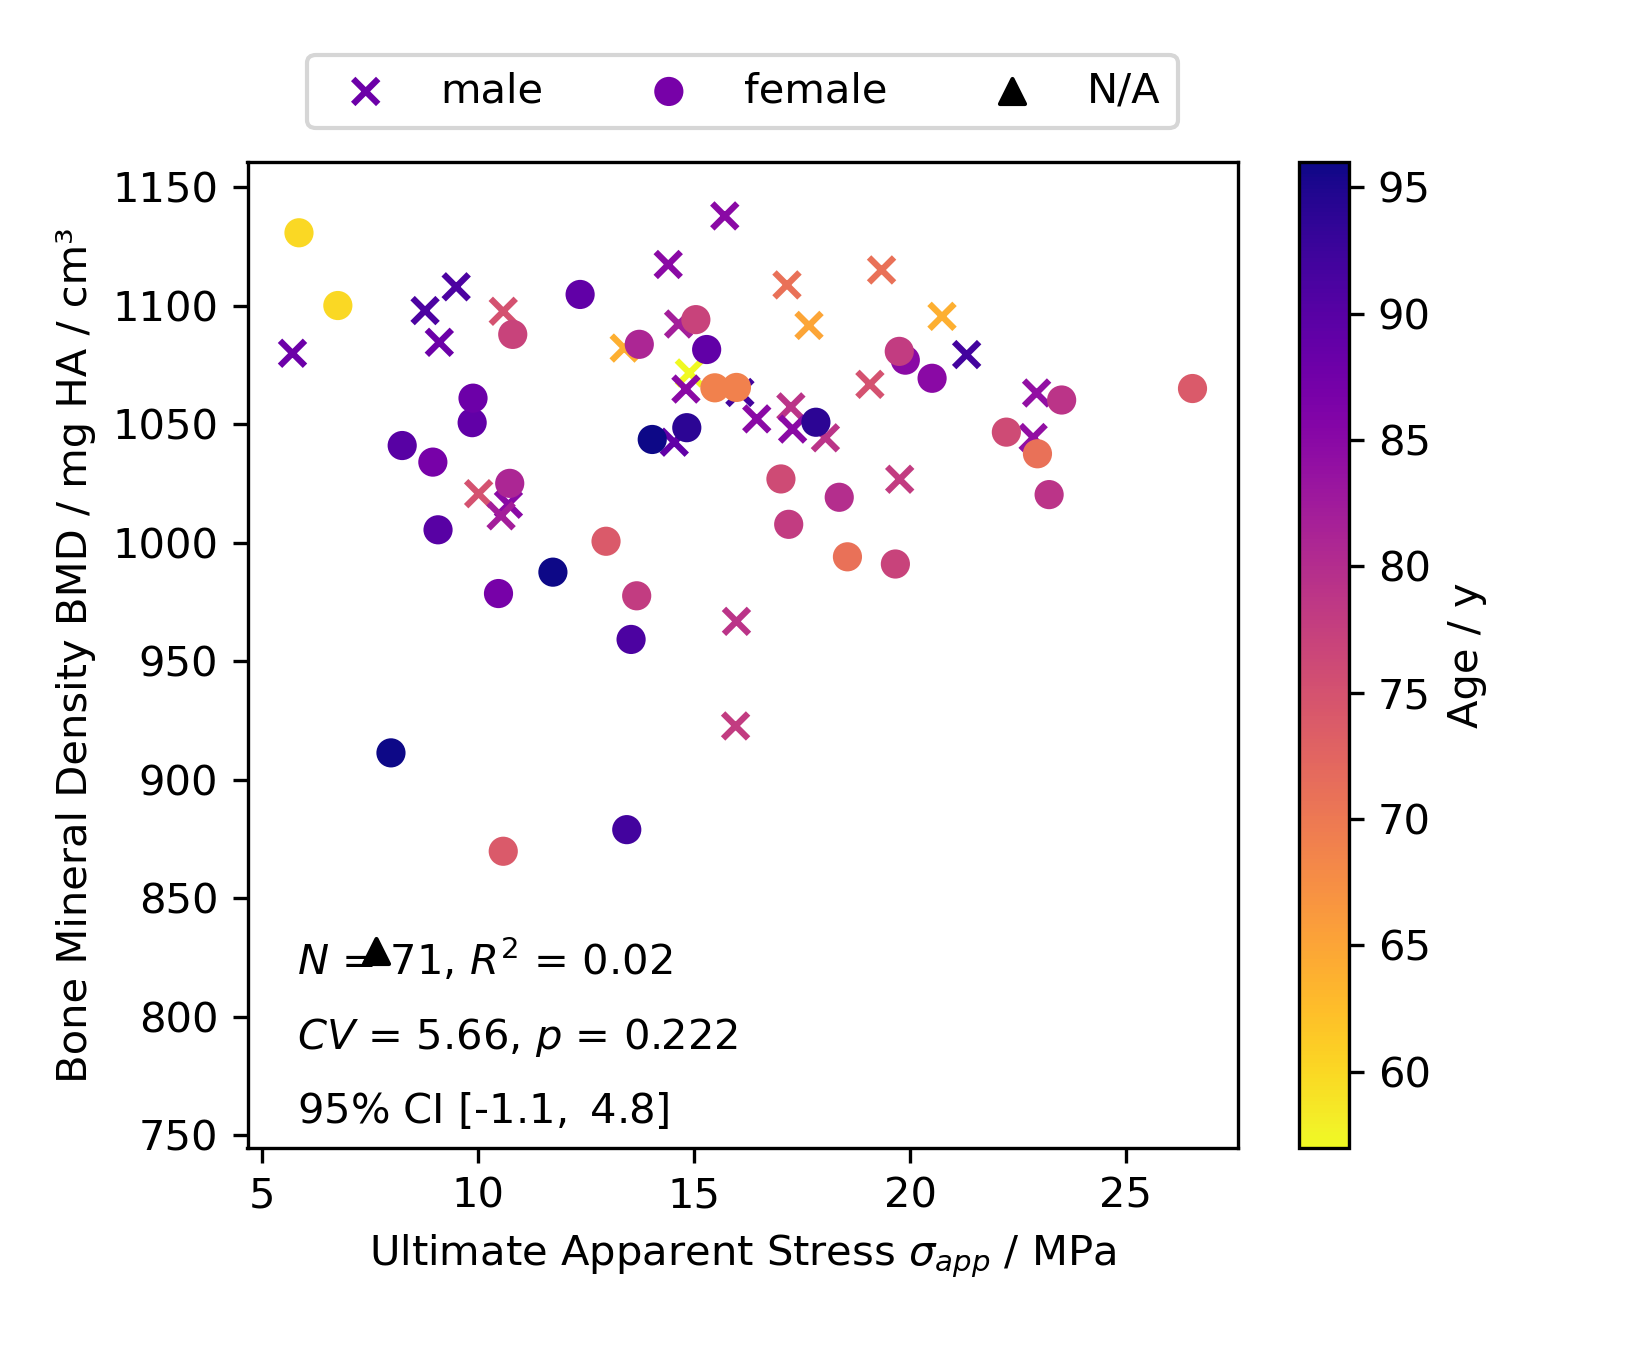 male female N/A
1150
1100
1050
1000
950
900
850
800
750
Bone Mineral Density BMD / mg HA / cm³
N = 71, R² = 0.02
CV = 5.66, p = 0.222
95% CI [-1.1, 4.8]
5 10 15 20 25
Ultimate Apparent Stress σapp / MPa
95
90
85
80
75
70
65
60
Age / y